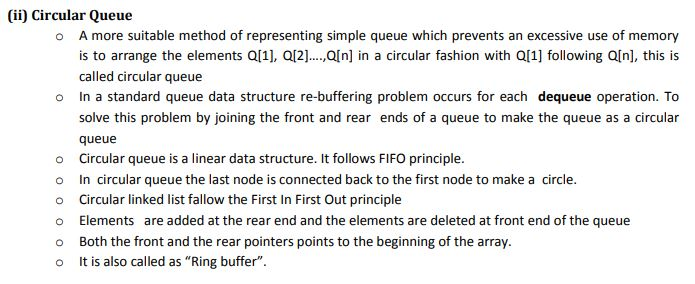 (ii) Circular Queue
o A more suitable method of representing simple queue which prevents an excessive use of memory
is to arrange the elements Q[1], Q[2]....,Q[n] in a circular fashion with Q[1] following Q[n], this is
called circular queue
o In a standard queue data structure re-buffering problem occurs for each dequeue operation. To
solve this problem by joining the front and rear ends of a queue to make the queue as a circular
queue
o Circular queue is a linear data structure. It follows FIFO principle.
o In circular queue the last node is connected back to the first node to make a circle.
o Circular linked list fallow the First In First Out principle
o Elements are added at the rear end and the elements are deleted at front end of the queue
o Both the front and the rear pointers points to the beginning of the array.
o It is also called as “Ring buffer”.